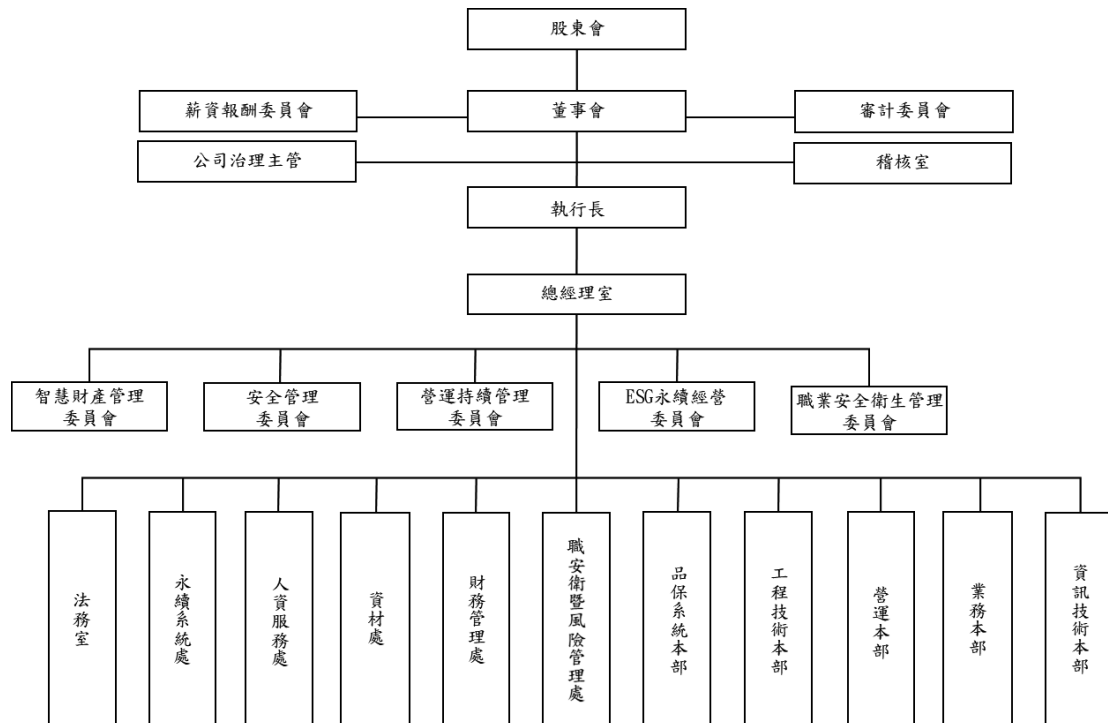 股東會
薪資報酬委員會
董事會
審計委員會
公司治理主管
稽核室
執行長
總經理室
智慧財產管理
委員會
安全管理
委員會
營運持續管理
委員會
ESG永續經營
委員會
職業安全衛生管理
委員會
法務室
永續系統處
人資服務處
資材處
財務管理處
職安衛暨風險管理處
品保系統本部
工程技術本部
營運本部
業務本部
資訊技術本部